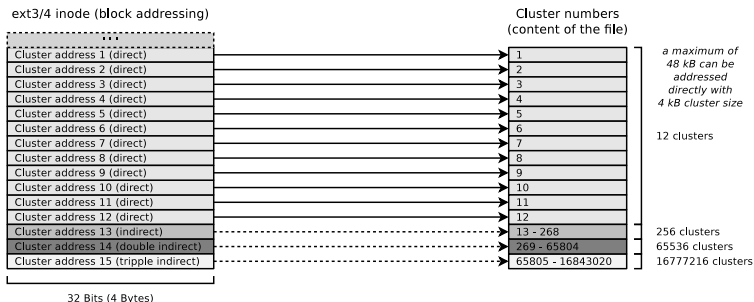 ext3/4 inode (block addressing)
...
Cluster address 1 (direct)
Cluster address 2 (direct)
Cluster address 3 (direct)
Cluster address 4 (direct)
Cluster address 5 (direct)
Cluster address 6 (direct)
Cluster address 7 (direct)
Cluster address 8 (direct)
Cluster address 9 (direct)
Cluster address 10 (direct)
Cluster address 11 (direct)
Cluster address 12 (direct)
Cluster address 13 (indirect)
Cluster address 14 (double indirect)
Cluster address 15 (tripple indirect)
32 Bits (4 Bytes)
Cluster numbers
(content of the file)
1
2
3
4
5
6
7
8
9
10
11
12
13 - 268
269 - 65804
65805 - 16843020
a maximum of
48 kB can be
addressed
directly with
4 kB cluster size
12 clusters
256 clusters
65536 clusters
16777216 clusters